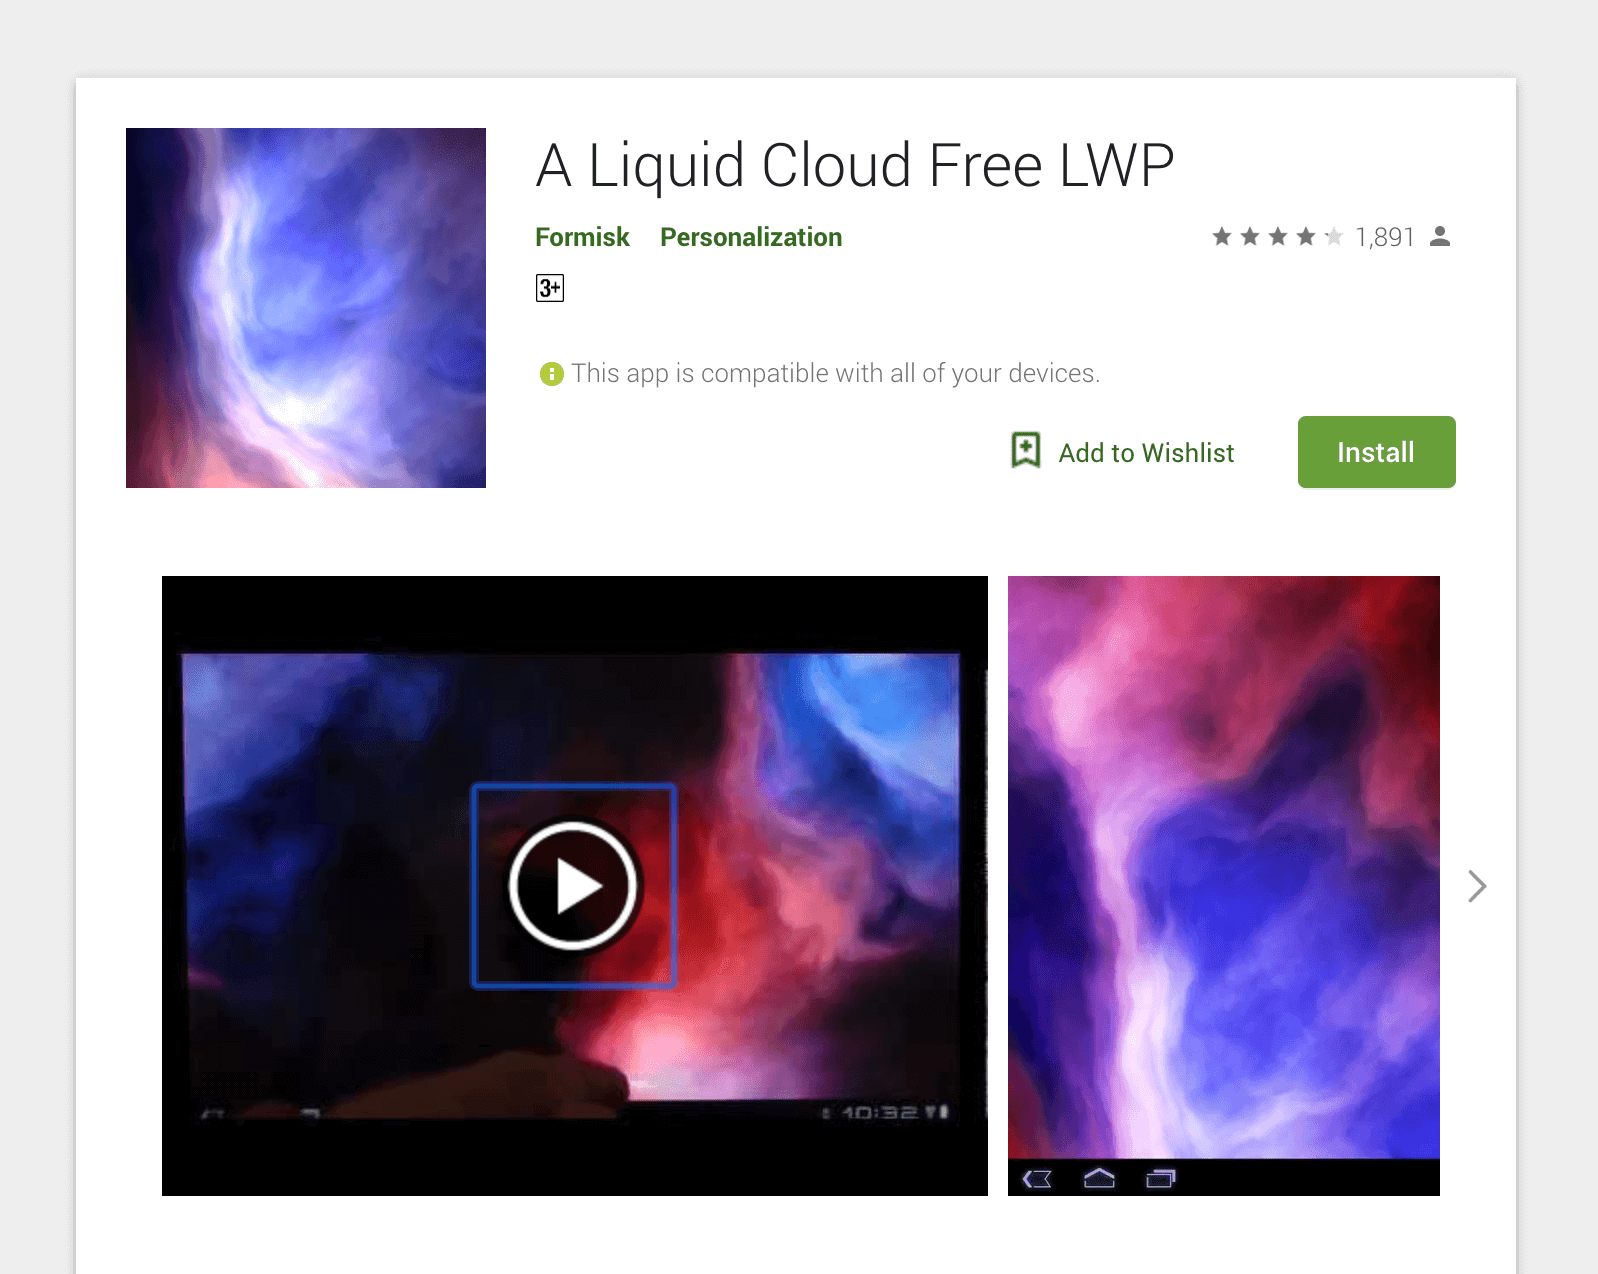 A Liquid Cloud Free LWP
Formisk Personalization 1,891
3+
This app is compatible with all of your devices.
Add to Wishlist Install
10:32